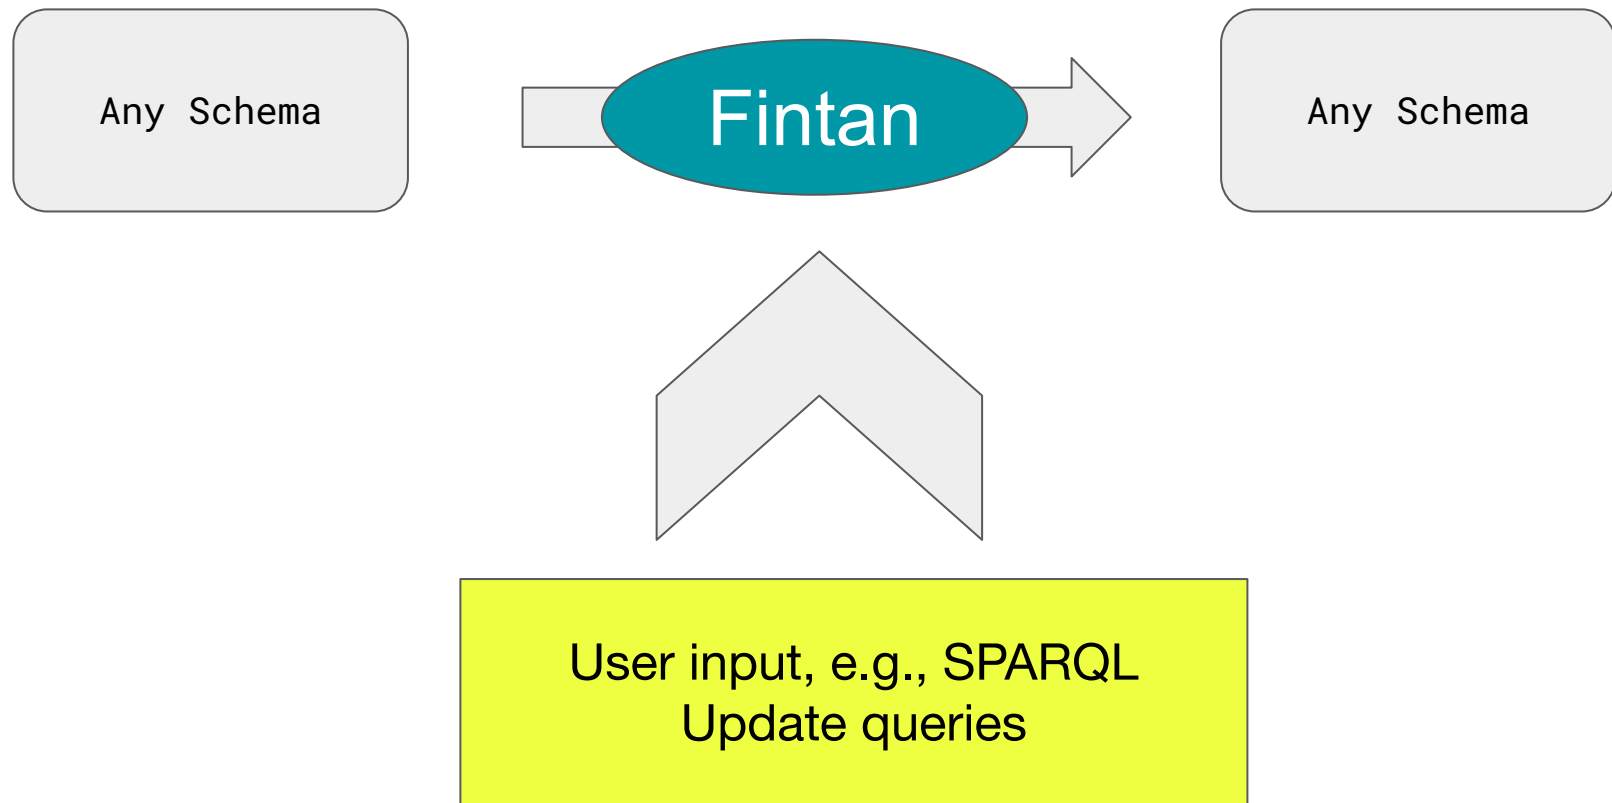 Any Schema
Fintan
Any Schema
User input, e.g., SPARQL
Update queries